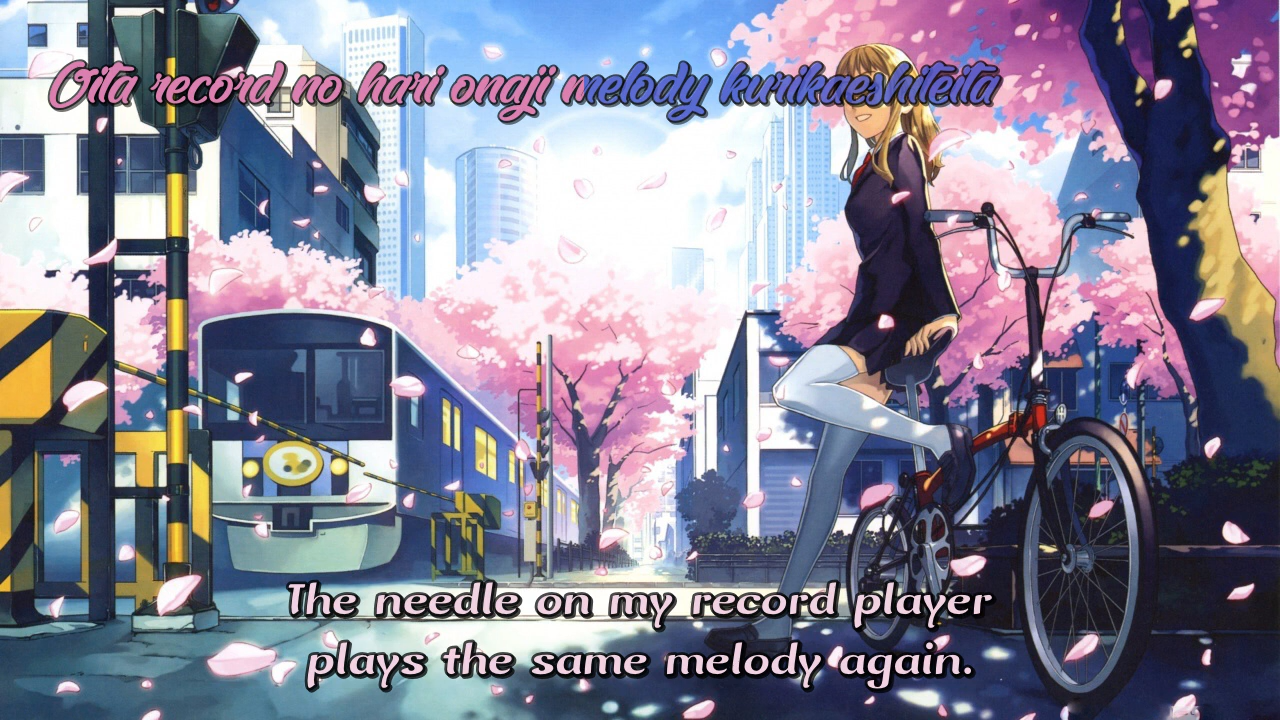 Oita record no hari onaji melody kurikaeshiteita
The needle on my record player
plays the same melody again.